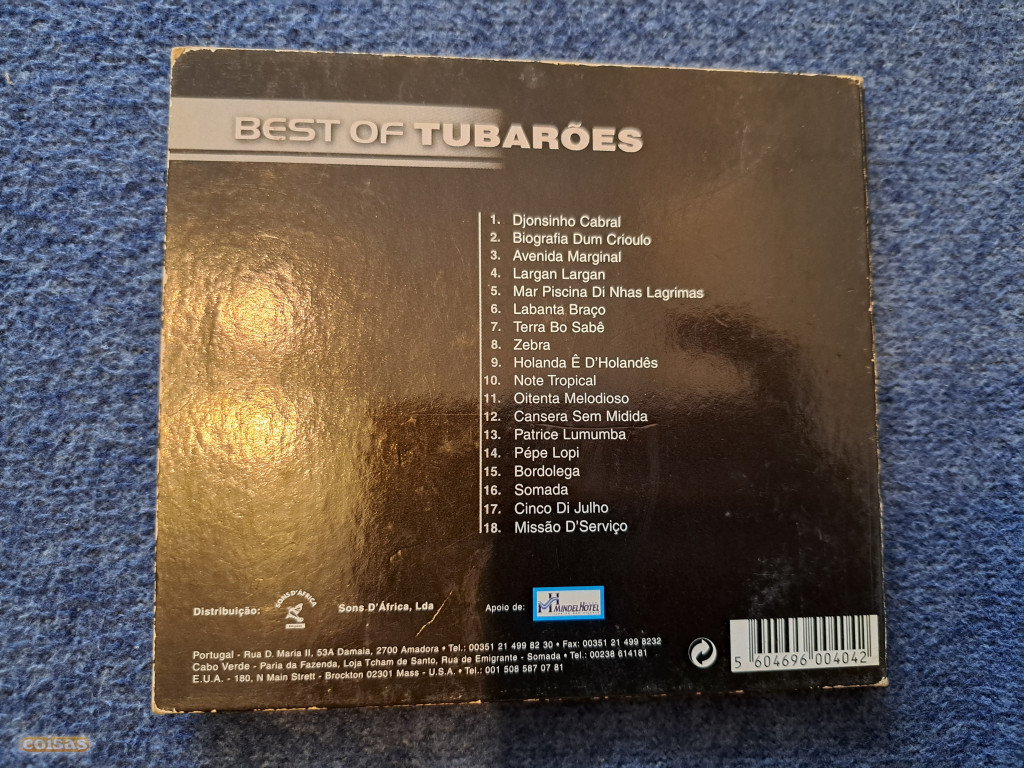 BEST OF TUBARÕES
1. Djonsinho Cabral
2. Biografia Dum Crioulo
3. Avenida Marginal
4. Largan Largan
5. Mar Piscina Di Nhas Lagrimas
6. Labanta Braço
7. Terra Bo Sabê
8. Zebra
9. Holanda Ê D'Holandês
10. Note Tropical
11. Oitenta Melodioso
12. Cansera Sem Midida
13. Patrice Lumumba
14. Pépe Lopi
15. Bordolega
16. Somada
17. Cinco Di Julho
18. Missão D'Serviço
Distribuição:
SONS D'ÁFRICA
Sons D'África, Lda
Apoio de:
MINDELHOTEL
Portugal - Rua D. Maria II, 53A Damaia, 2700 Amadora • Tel.: 00351 21 499 82 30 • Fax: 00351 21 499 8232
Cabo Verde - Paria da Fazenda, Loja Tcham de Santo, Rua de Emigrante - Somada • Tel.: 00238 614181
E.U.A. - 180, N Main Strett - Brockton 02301 Mass - U.S.A. • Tel.: 001 508 587 07 81
5 604696 004042
coisas